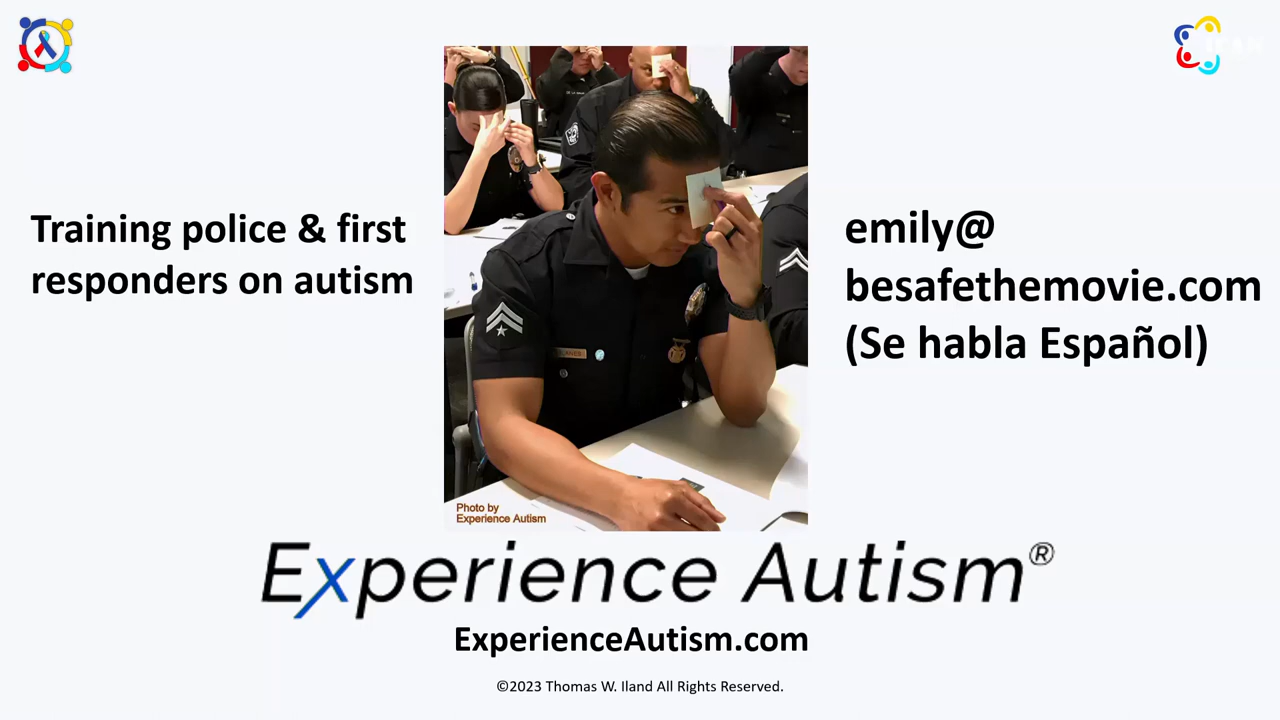 Training police & first
responders on autism
emily@
besafethemovie.com
(Se habla Español)
Photo by
Experience Autism
Experience Autism®
ExperienceAutism.com
©2023 Thomas W. Iland All Rights Reserved.